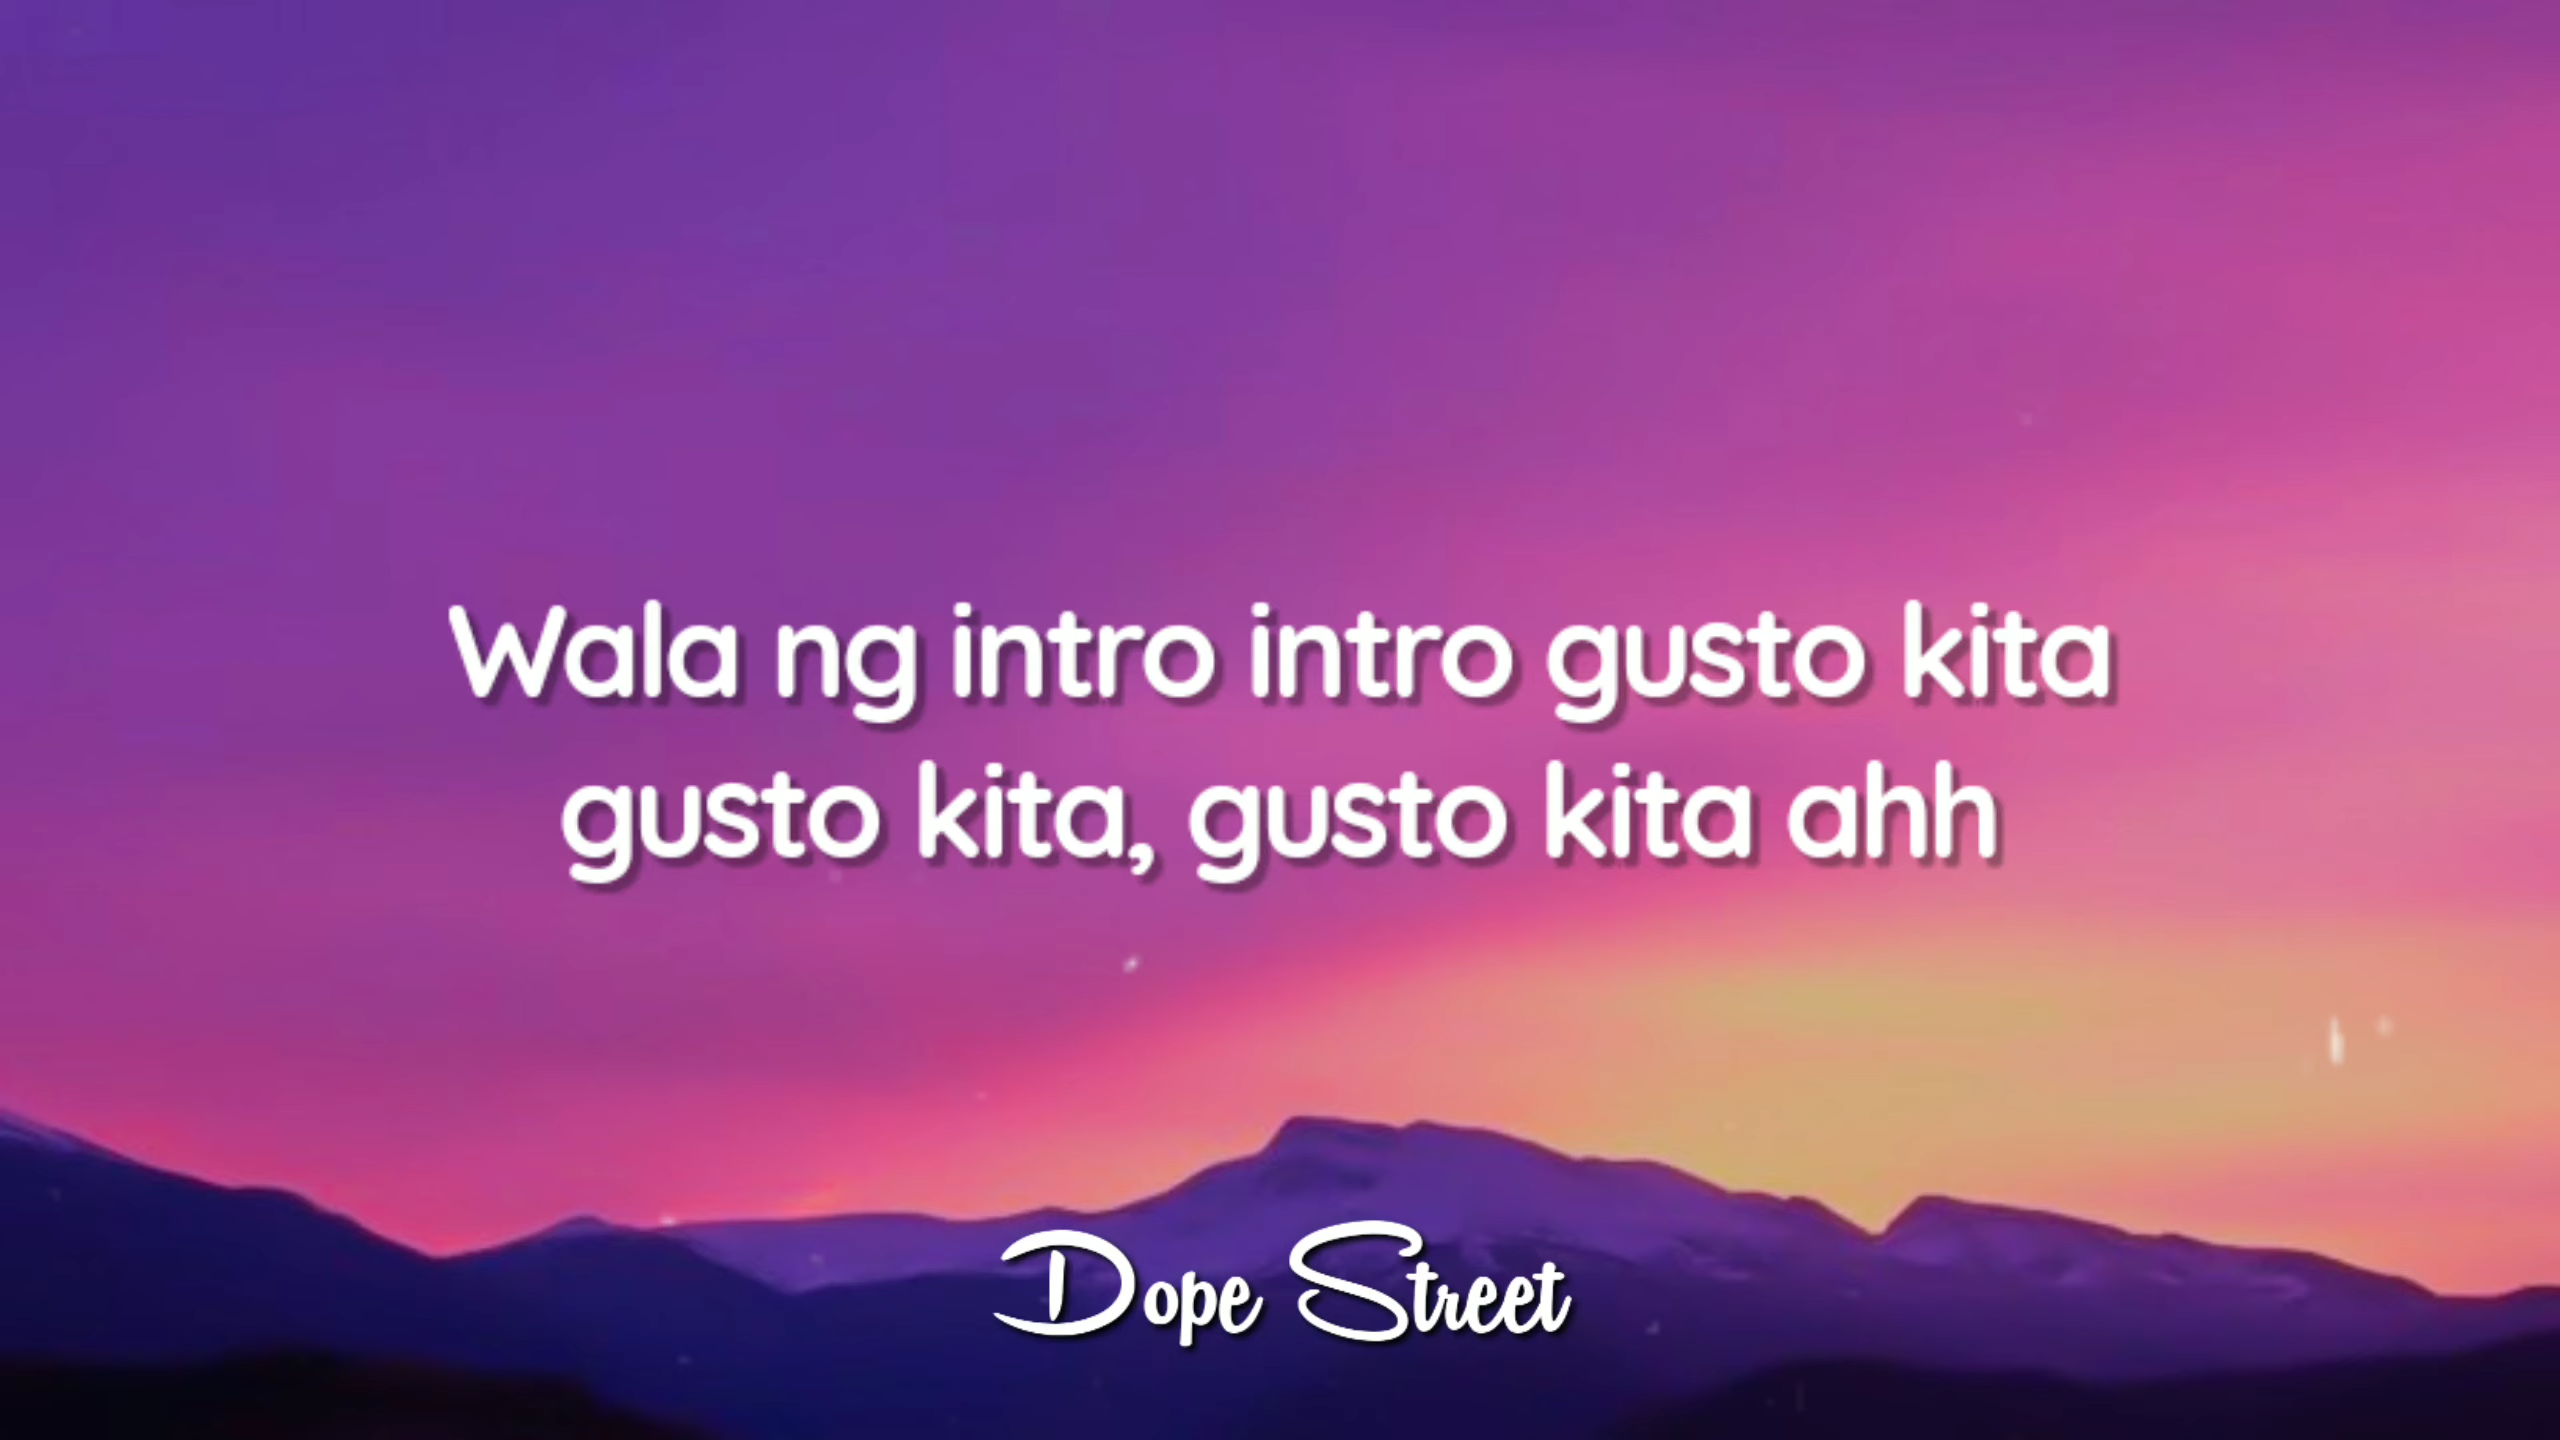 Wala ng intro intro gusto kita
gusto kita, gusto kita ahh
Dope Street